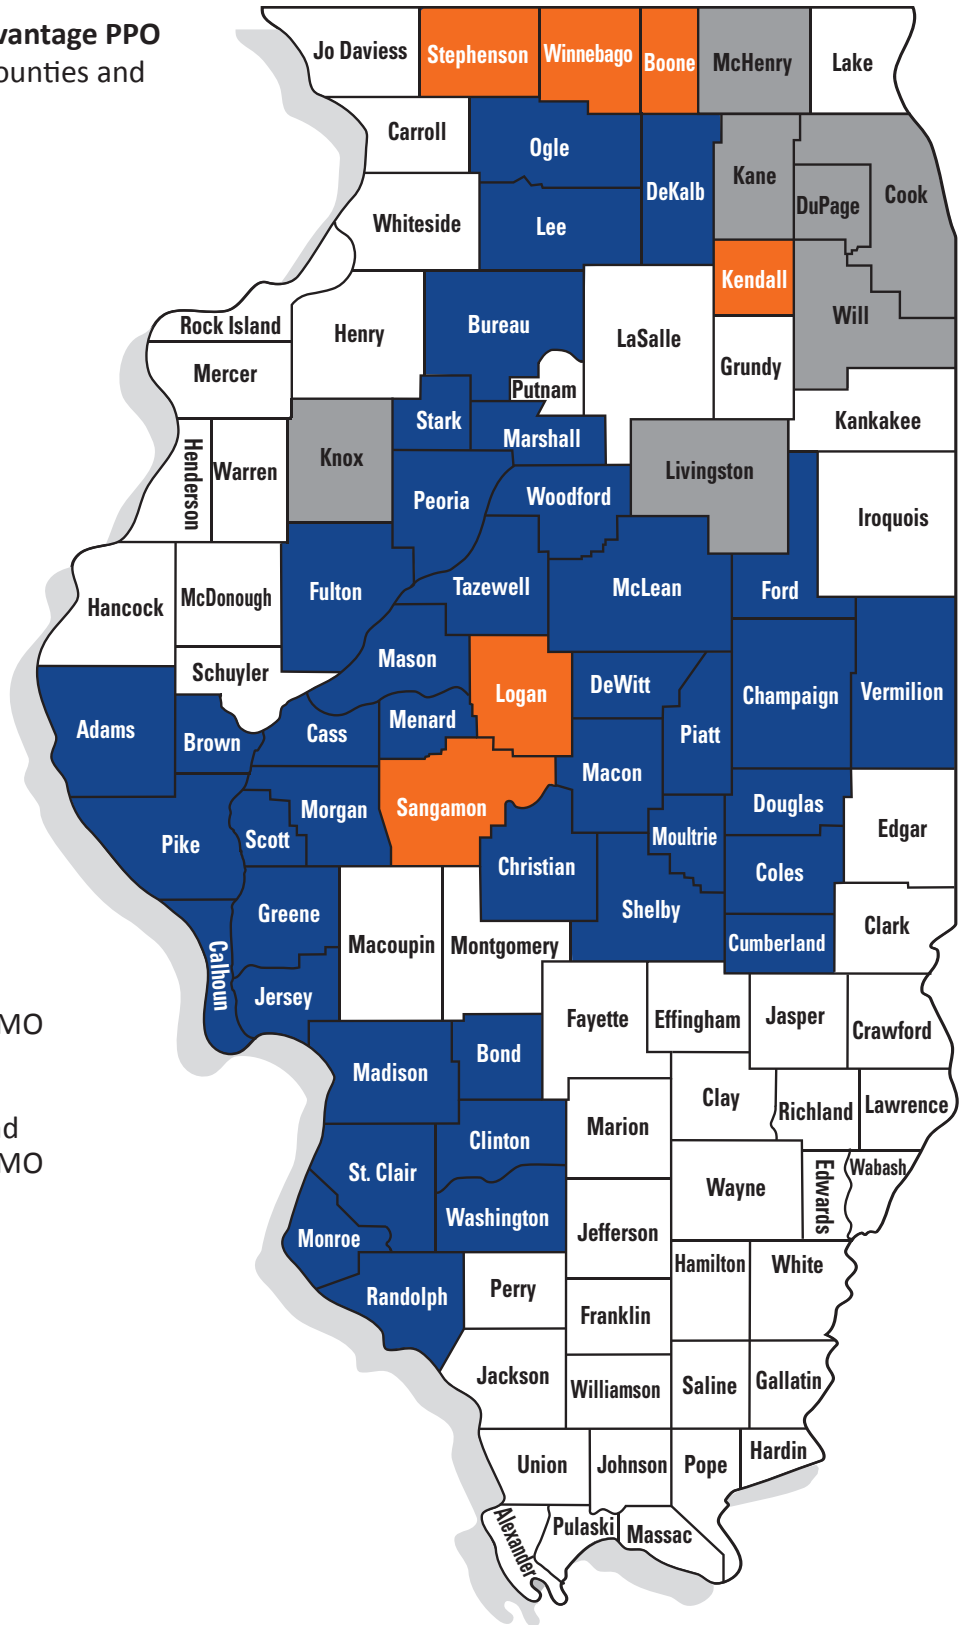 vantage PPO
ounties and
Jo Daviess
Stephenson
Winnebago
Boone
McHenry
Lake
Carroll
Ogle
DeKalb
Kane
DuPage
Cook
Whiteside
Lee
Kendall
Will
Rock Island
Henry
Bureau
LaSalle
Grundy
Mercer
Putnam
Kankakee
Stark
Marshall
Henderson
Warren
Knox
Peoria
Woodford
Livingston
Iroquois
Hancock
McDonough
Fulton
Tazewell
McLean
Ford
Schuyler
Mason
Logan
DeWitt
Champaign
Vermilion
Adams
Brown
Cass
Menard
Piatt
Macon
Pike
Scott
Morgan
Sangamon
Christian
Moultrie
Douglas
Edgar
Coles
Shelby
Greene
Macoupin
Montgomery
Cumberland
Clark
Calhoun
Jersey
Fayette
Effingham
Jasper
Crawford
MO
Madison
Bond
Clay
Richland
Lawrence
d
MO
St. Clair
Clinton
Marion
Wayne
Edwards
Wabash
Monroe
Washington
Jefferson
Hamilton
White
Randolph
Perry
Franklin
Jackson
Williamson
Saline
Gallatin
Union
Johnson
Pope
Hardin
Alexander
Pulaski
Massac